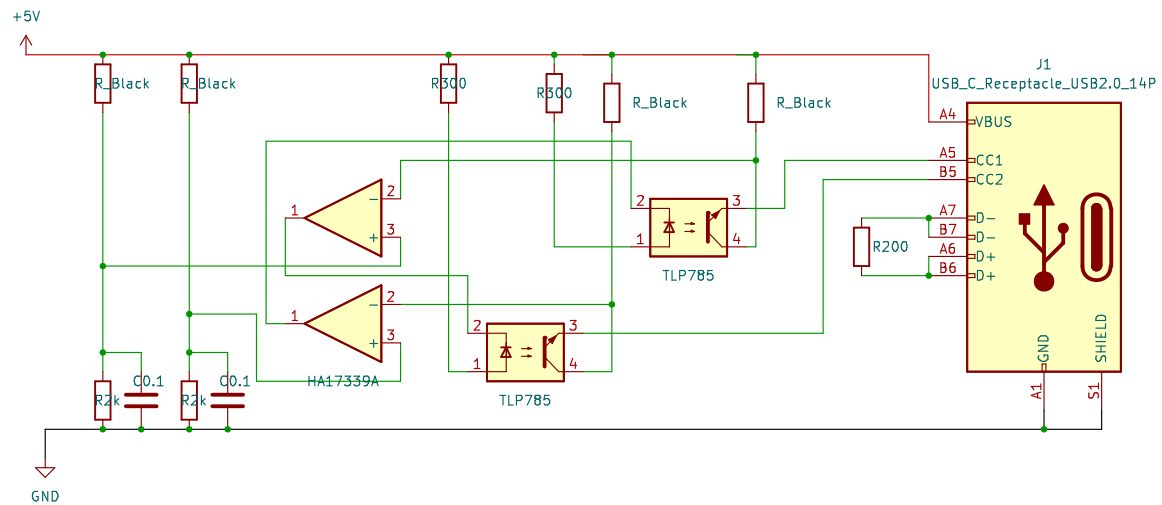 +5V
R_Black
R_Black
R300
R300
R_Black
R_Black
J1
USB_C_Receptacle_USB2.0_14P
A4
VBUS
A5
CC1
B5
CC2
A7
D-
B7
D-
A6
D+
B6
D+
GND
SHIELD
A1
S1
R200
1
2
-
3
+
2
1
3
4
TLP785
1
2
-
3
+
HA17339A
2
1
3
4
TLP785
C0.1
C0.1
R2k
R2k
GND